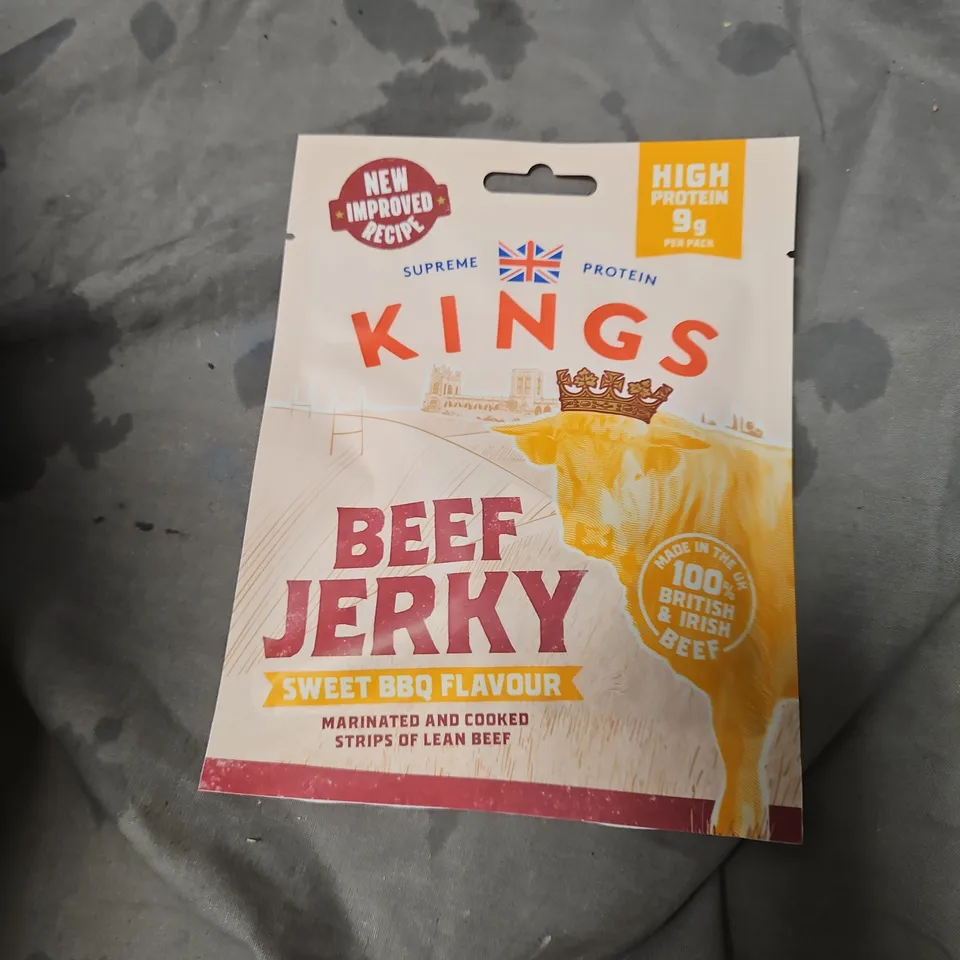 NEW
IMPROVED
RECIPE
HIGH
PROTEIN
9g
PER PACK
SUPREME PROTEIN
KINGS
BEEF
JERKY
SWEET BBQ FLAVOUR
MARINATED AND COOKED
STRIPS OF LEAN BEEF
MADE IN THE UK
100%
BRITISH
& IRISH
BEEF